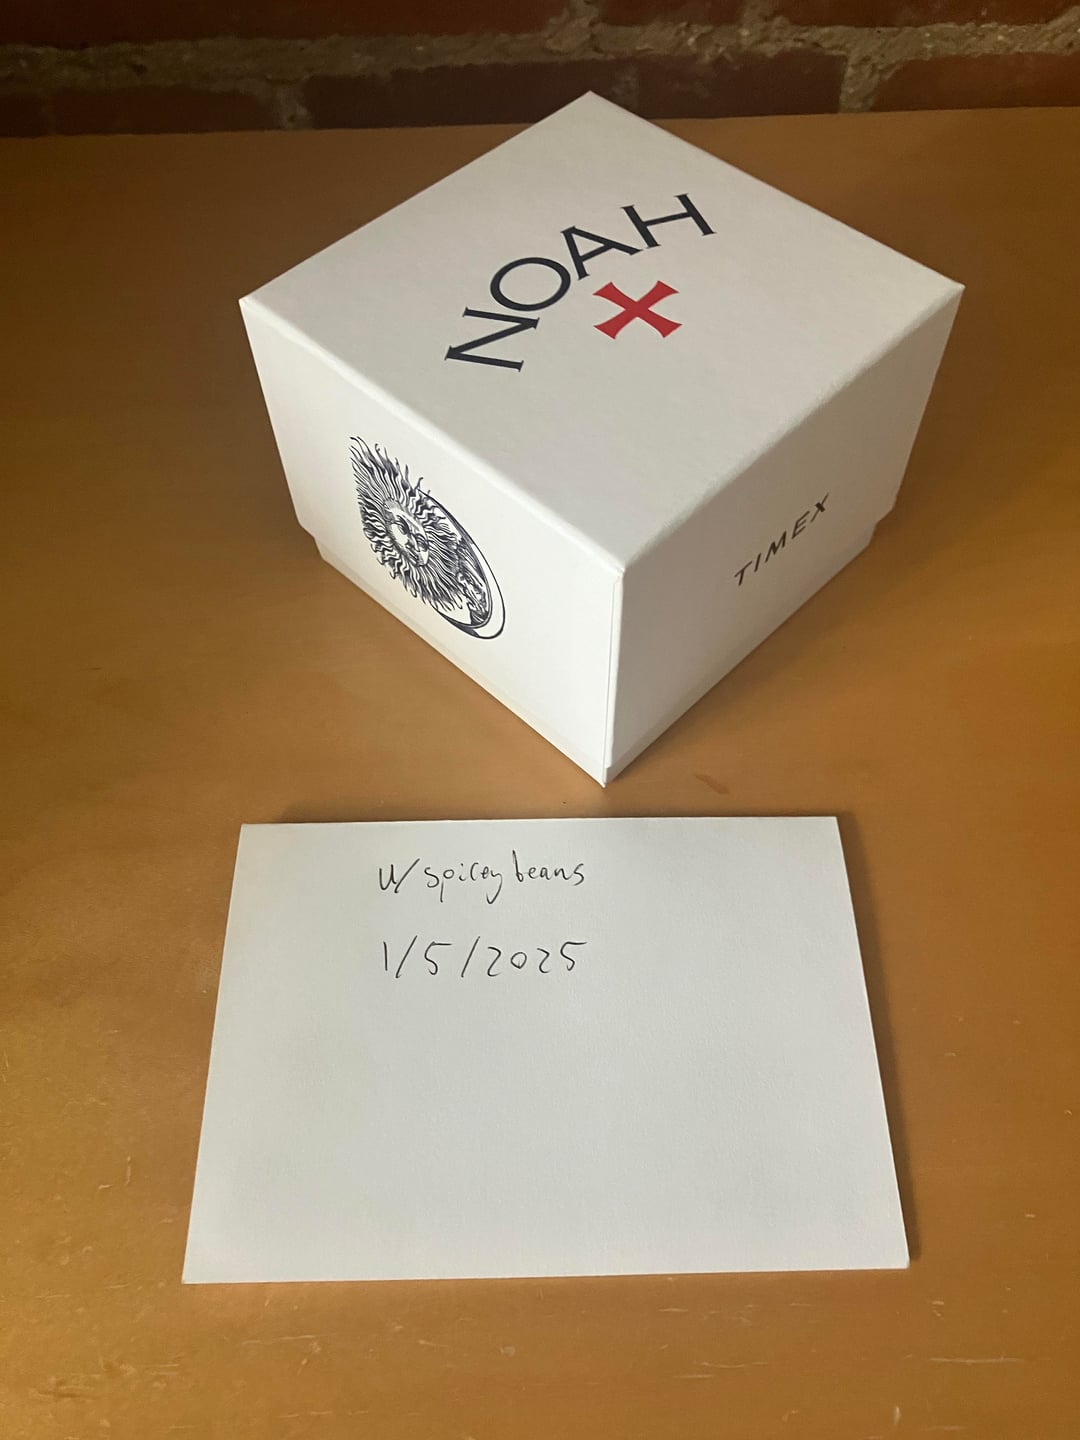 NOAH
TIMEX
u/spiceybeans
1/5/2025